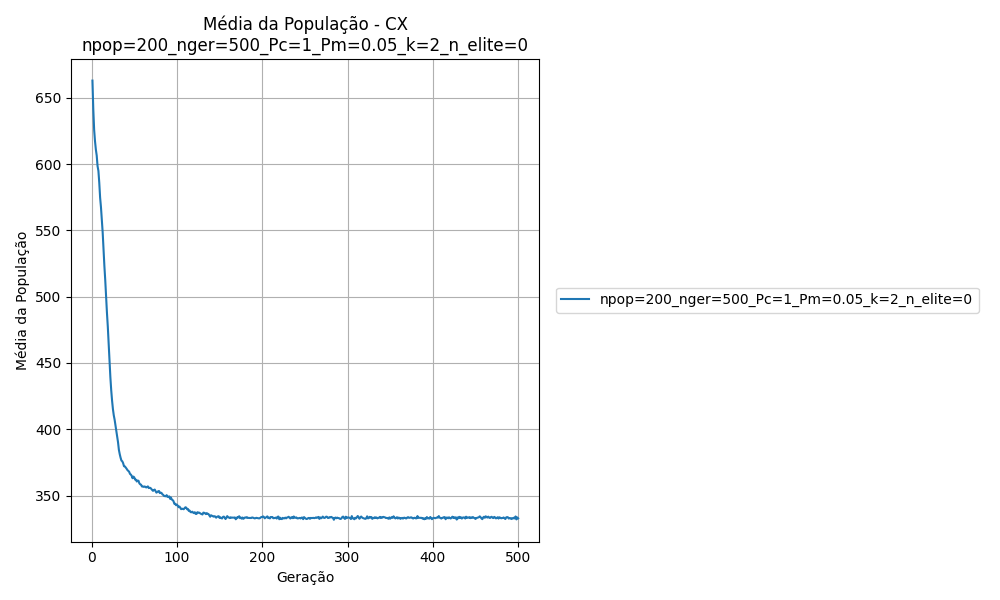 Média da População - CX
npop=200_nger=500_Pc=1_Pm=0.05_k=2_n_elite=0
Média da População
650
600
550
500
450
400
350
0
100
200
300
400
500
Geração
npop=200_nger=500_Pc=1_Pm=0.05_k=2_n_elite=0